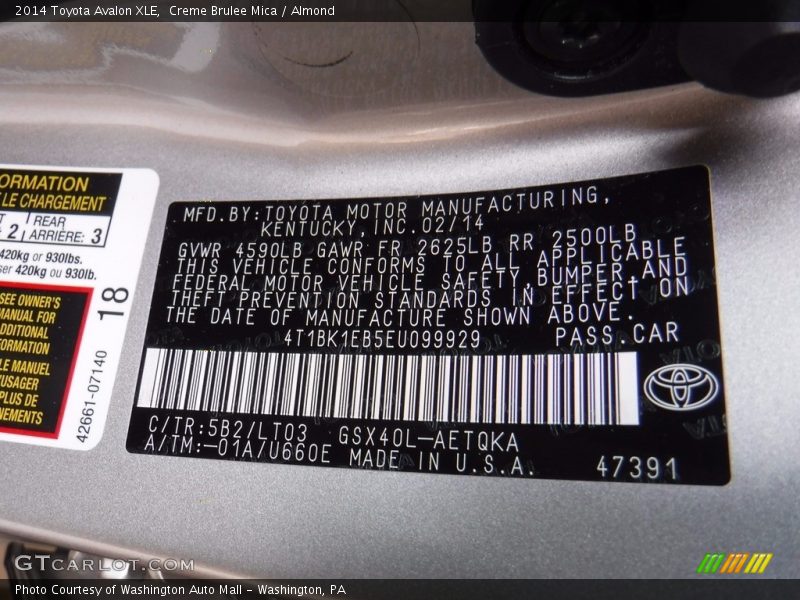 2014 Toyota Avalon XLE,  Creme Brulee Mica / Almond
ORMATION
LE CHARGEMENT
2 REAR
ARRIÈRE: 3
420kg or 930lbs.
ser 420kg ou 930lb.
SEE OWNER'S
MANUAL FOR
ADDITIONAL
FORMATION
LE MANUEL
'USAGER
PLUS DE
NEMENTS
18
42661-07140
MFD.BY:TOYOTA MOTOR MANUFACTURING,
KENTUCKY,INC.02/14
GVWR 4590LB GAWR FR 2625LB RR 2500LB
THIS VEHICLE CONFORMS TO ALL APPLICABLE
FEDERAL MOTOR VEHICLE SAFETY,BUMPER,AND
THEFT PREVENTION STANDARDS IN EFFECT ON
THE DATE OF MANUFACTURE SHOWN ABOVE.
4T1BK1EB5EU099929 PASS.CAR
C/TR:5B2/LT03 GSX40L-AETQKA
A/TM:-01A/U660E MADE IN U.S.A.
47391
GTCARLOT.COM
Photo Courtesy of Washington Auto Mall - Washington, PA